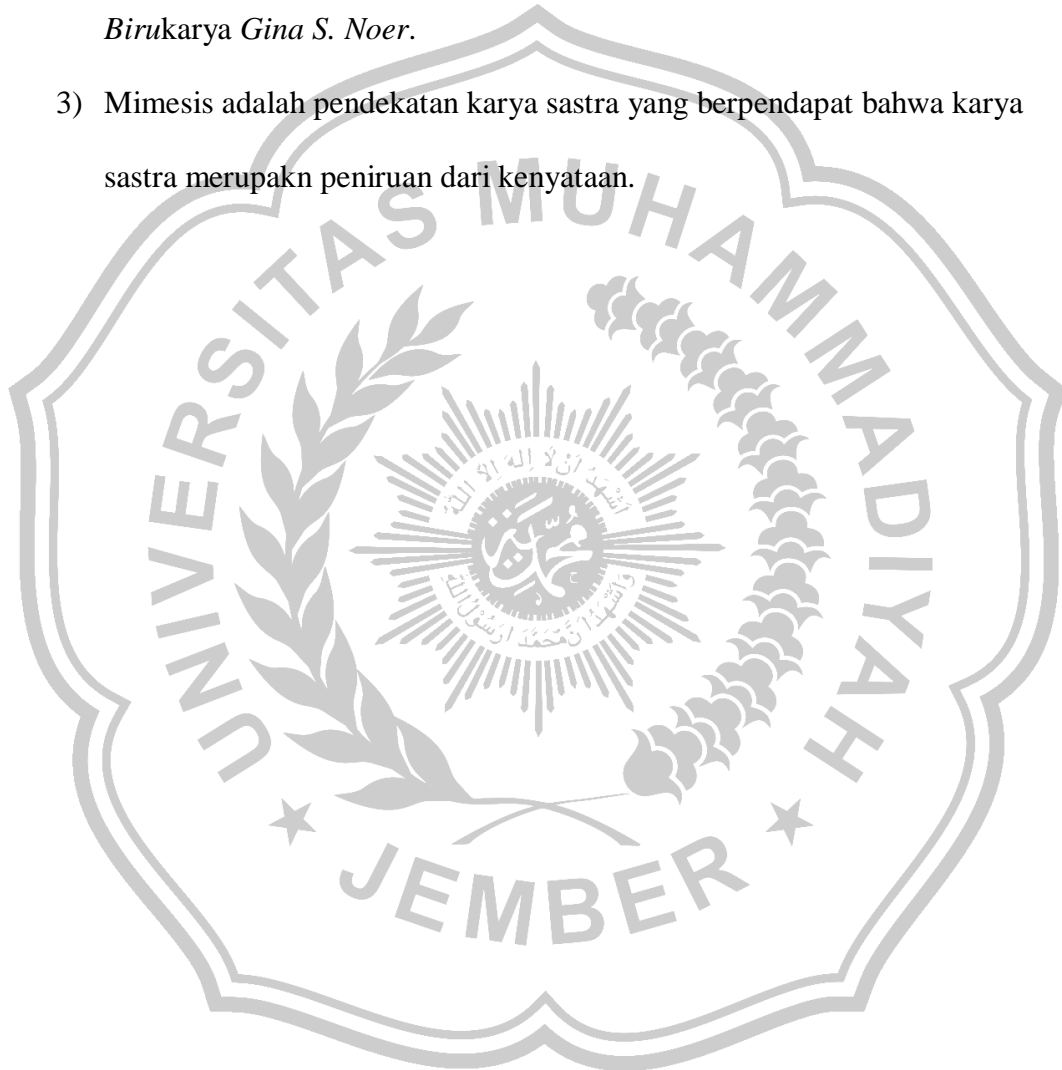 Birukarya Gina S. Noer.
3) Mimesis adalah pendekatan karya sastra yang berpendapat bahwa karya
sastra merupakn peniruan dari kenyataan.
UNIVERSITAS MUHAMMADIYAH
JEMBER